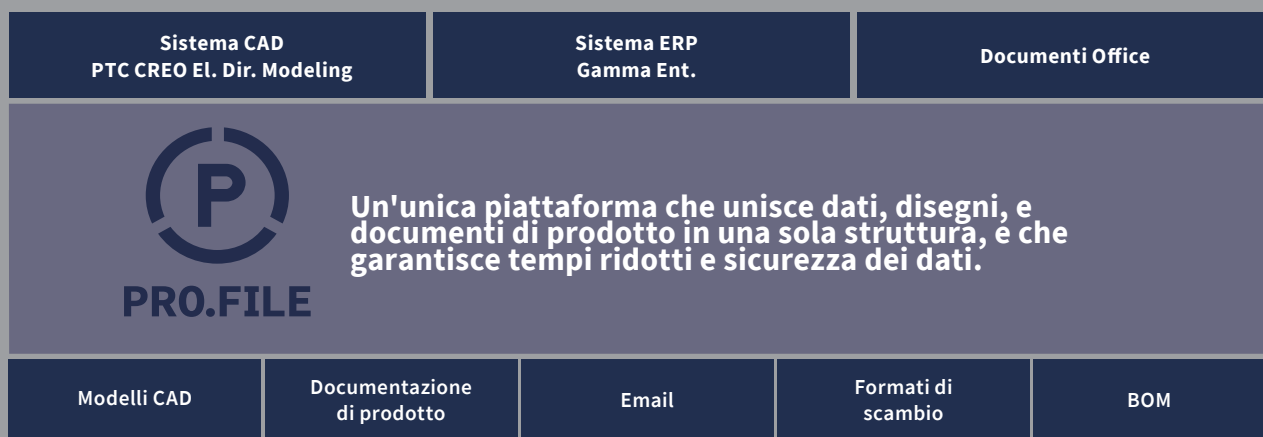 Sistema CAD
PTC CREO El. Dir. Modeling
Sistema ERP
Gamma Ent.
Documenti Office
P
PRO.FILE
Un'unica piattaforma che unisce dati, disegni, e
documenti di prodotto in una sola struttura, e che
garantisce tempi ridotti e sicurezza dei dati.
Modelli CAD
Documentazione
di prodotto
Email
Formati di
scambio
BOM